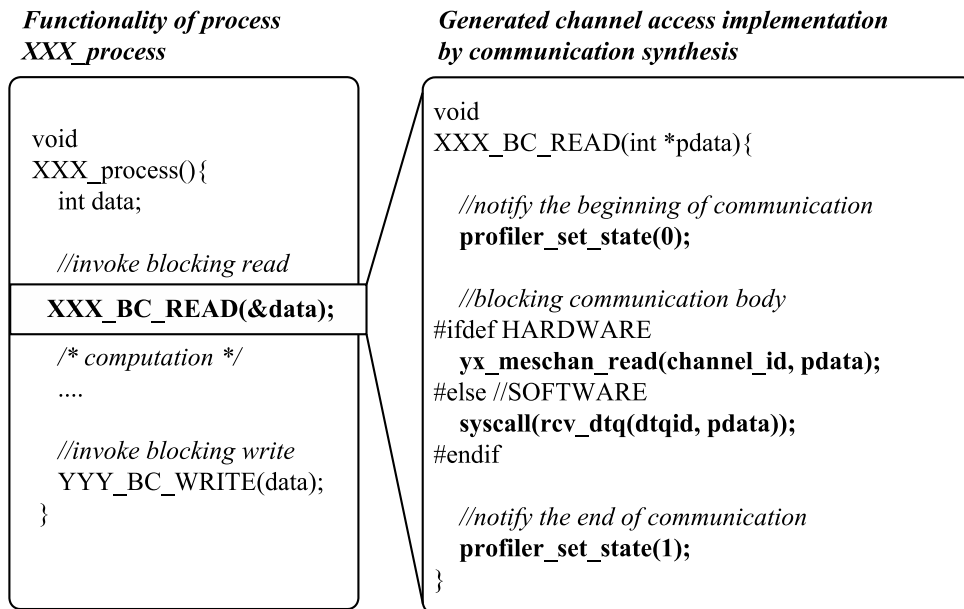 Functionality of process
XXX_process
void
XXX_process(){
int data;
//invoke blocking read
XXX_BC_READ(&data);
/* computation */
....
//invoke blocking write
YYY_BC_WRITE(data);
}
Generated channel access implementation
by communication synthesis
void
XXX_BC_READ(int *pdata){
//notify the beginning of communication
profiler_set_state(0);
//blocking communication body
#ifdef HARDWARE
yx_meschan_read(channel_id, pdata);
#else //SOFTWARE
syscall(rcv_dtq(dtqid, pdata));
#endif
//notify the end of communication
profiler_set_state(1);
}